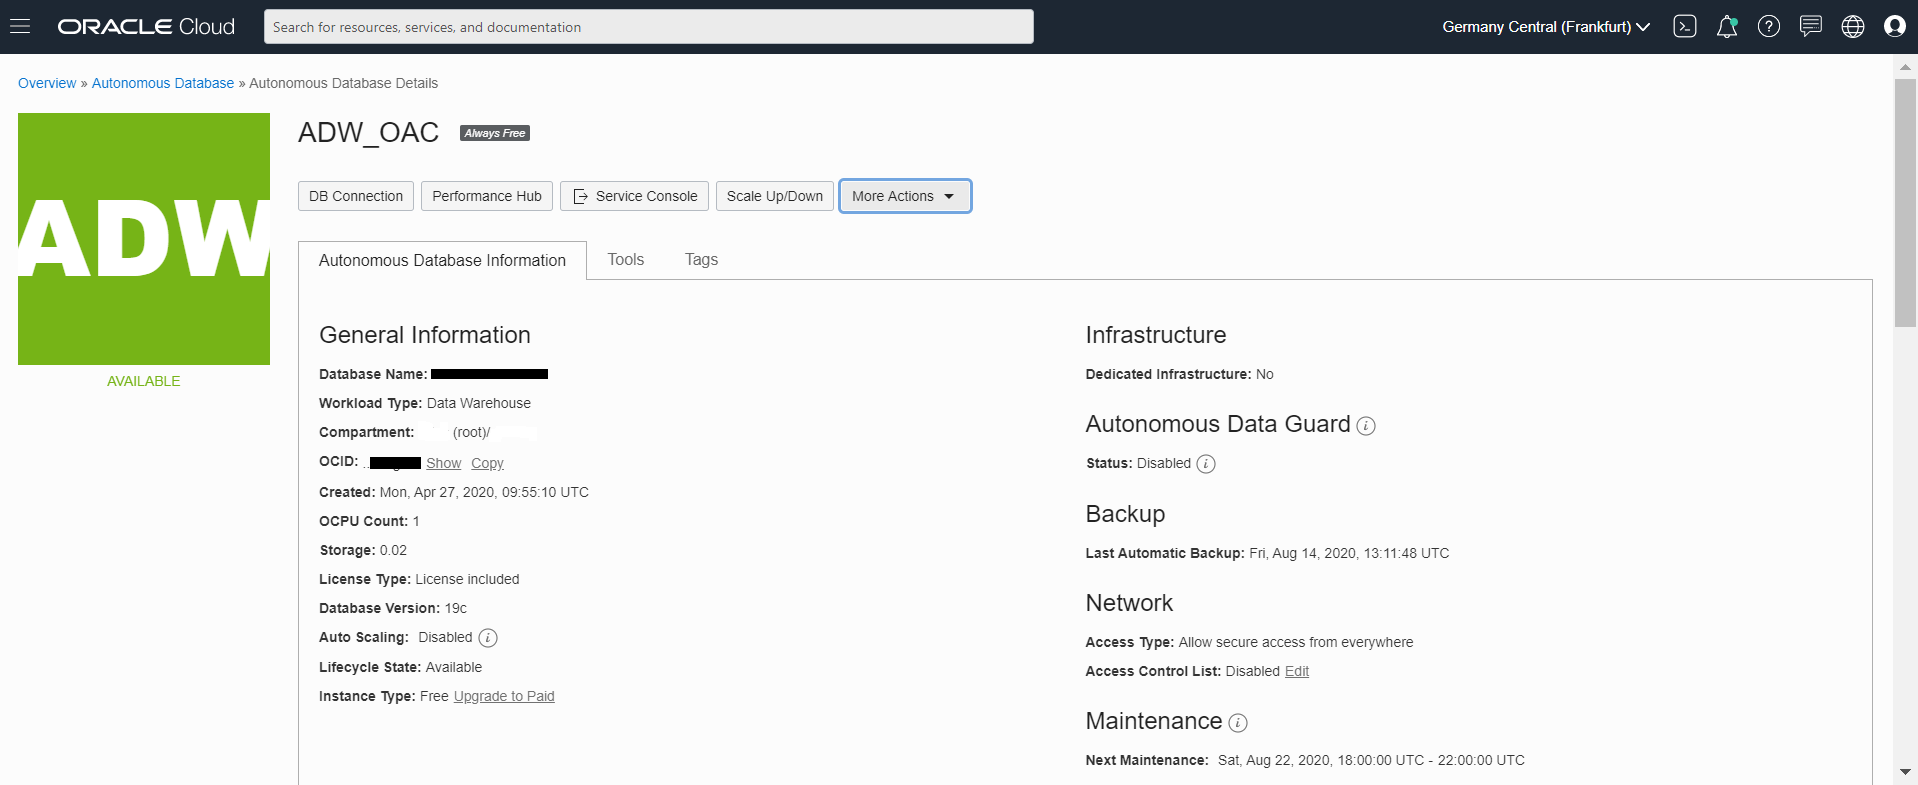 ORACLE Cloud
Search for resources, services, and documentation
Germany Central (Frankfurt)
Overview » Autonomous Database » Autonomous Database Details
ADW
AVAILABLE
ADW_OAC Always Free
DB Connection Performance Hub Service Console Scale Up/Down More Actions
Autonomous Database Information Tools Tags
General Information
Database Name:
Workload Type: Data Warehouse
Compartment: (root)/
OCID: Show Copy
Created: Mon, Apr 27, 2020, 09:55:10 UTC
OCPU Count: 1
Storage: 0.02
License Type: License included
Database Version: 19c
Auto Scaling: Disabled
Lifecycle State: Available
Instance Type: Free Upgrade to Paid
Infrastructure
Dedicated Infrastructure: No
Autonomous Data Guard
Status: Disabled
Backup
Last Automatic Backup: Fri, Aug 14, 2020, 13:11:48 UTC
Network
Access Type: Allow secure access from everywhere
Access Control List: Disabled Edit
Maintenance
Next Maintenance: Sat, Aug 22, 2020, 18:00:00 UTC - 22:00:00 UTC